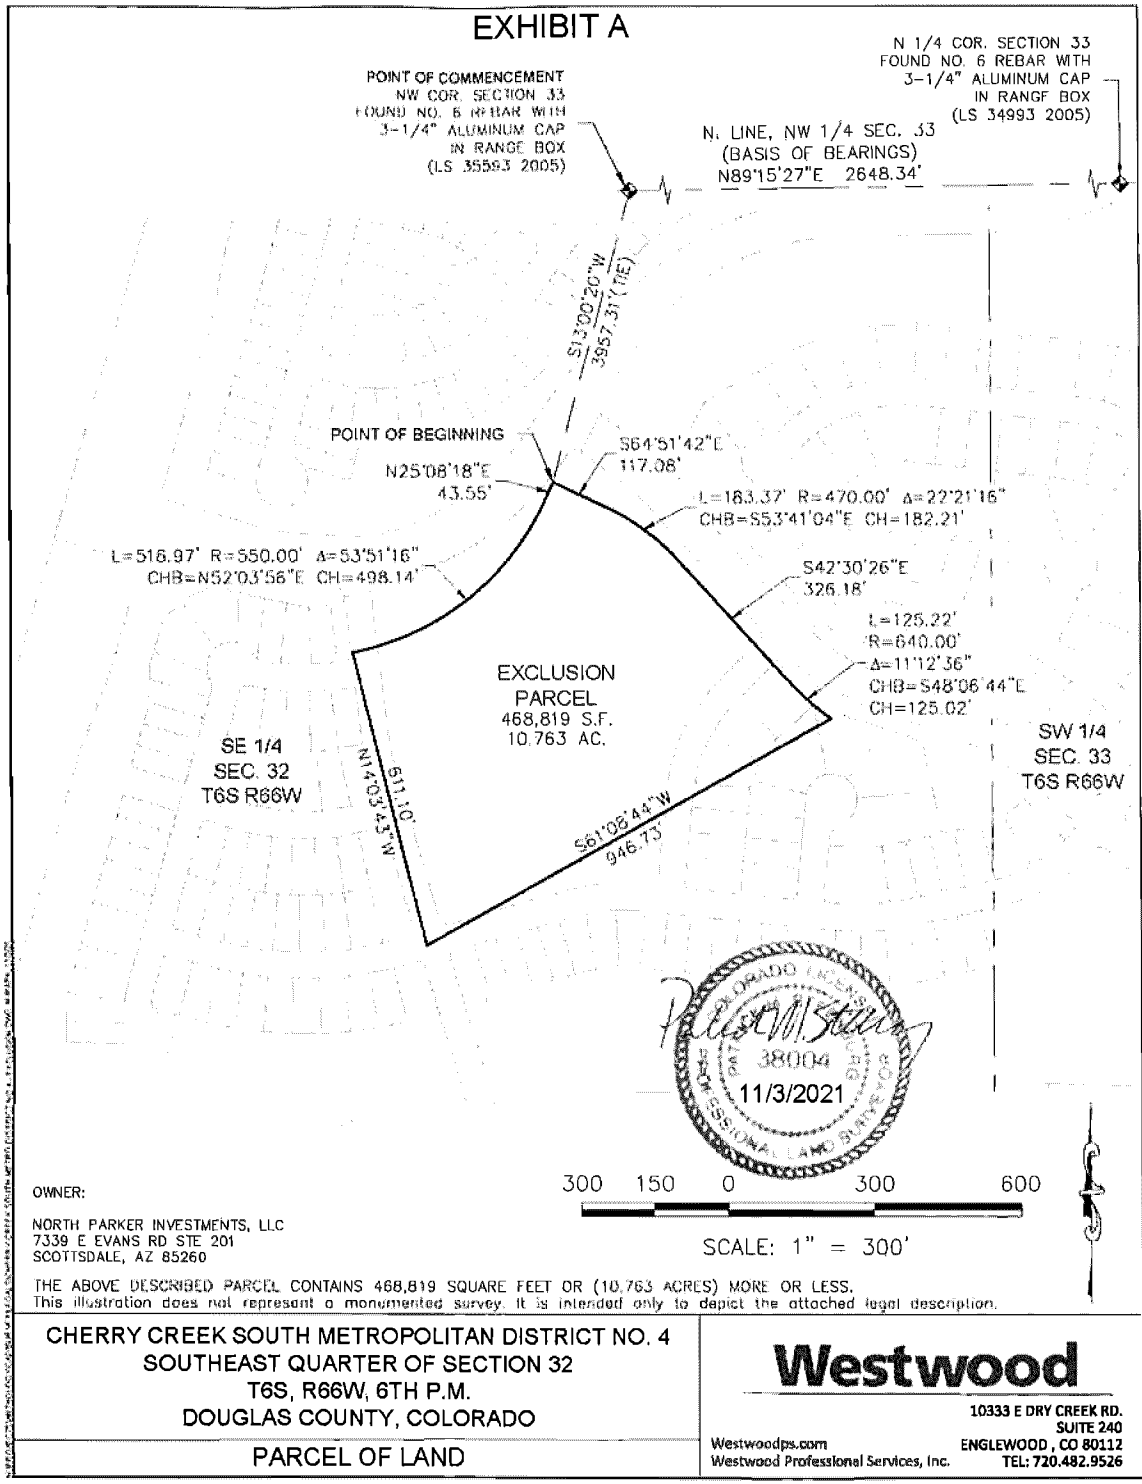 EXHIBIT A
POINT OF COMMENCEMENT
NW COR. SECTION 33
FOUND NO. 6 REBAR WITH
3-1/4" ALUMINUM CAP
IN RANGE BOX
(LS 35593 2005)
N 1/4 COR. SECTION 33
FOUND NO. 6 REBAR WITH
3-1/4" ALUMINUM CAP
IN RANGE BOX
(LS 34993 2005)
N. LINE, NW 1/4 SEC. 33
(BASIS OF BEARINGS)
N89°15'27"E 2648.34'
S13°00'20"W
3957.31' (TIE)
POINT OF BEGINNING
N25°08'18"E
43.55'
S64°51'42"E
117.08'
L=183.37' R=470.00' Δ=22°21'16"
CHB=S53°41'04"E CH=182.21'
L=516.97' R=550.00' Δ=53°51'16"
CHB=N52°03'56"E CH=498.14'
S42°30'26"E
326.18'
L=125.22'
R=640.00'
Δ=11°12'36"
CHB=S48°06'44"E
CH=125.02'
EXCLUSION
PARCEL
468,819 S.F.
10.763 AC.
SE 1/4
SEC. 32
T6S R66W
SW 1/4
SEC. 33
T6S R66W
N14°03'43"W
611.10'
S61°08'44"W
946.73'
COLORADO LICENSED
38004
11/3/2021
PROFESSIONAL LAND SURVEYOR
300 150 0 300 600
SCALE: 1" = 300'
OWNER:
NORTH PARKER INVESTMENTS, LLC
7339 E EVANS RD STE 201
SCOTTSDALE, AZ 85260
THE ABOVE DESCRIBED PARCEL CONTAINS 468,819 SQUARE FEET OR (10.763 ACRES) MORE OR LESS.
This illustration does not represent a monumented survey. It is intended only to depict the attached legal description.
CHERRY CREEK SOUTH METROPOLITAN DISTRICT NO. 4
SOUTHEAST QUARTER OF SECTION 32
T6S, R66W, 6TH P.M.
DOUGLAS COUNTY, COLORADO
PARCEL OF LAND
Westwood
10333 E DRY CREEK RD.
SUITE 240
Westwoodps.com ENGLEWOOD , CO 80112
Westwood Professional Services, Inc. TEL: 720.482.9526